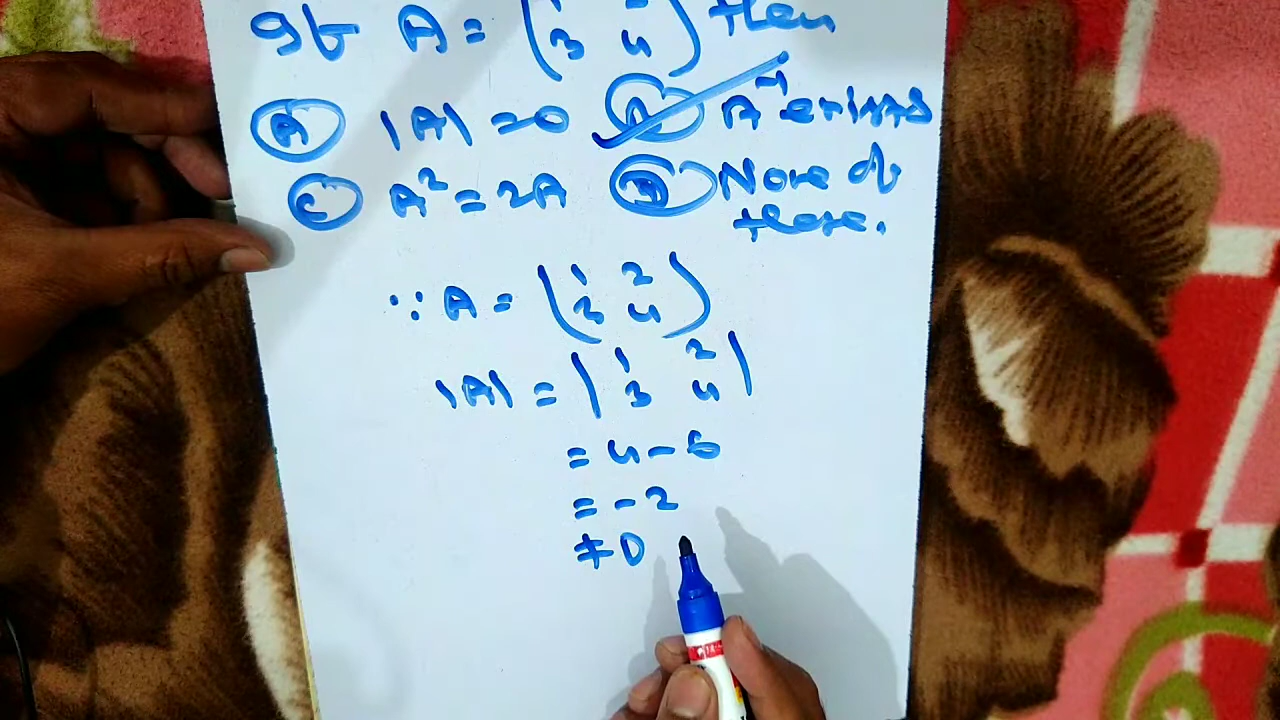 If A = (1 2 3 4) then
(A) |A| = 0 (B) A⁻¹ exists
(C) A² = 2A (D) None of these.
∵ A = (1 2 3 4)
|A| = |1 2 3 4|
= 4 - 6
= -2
≠ 0